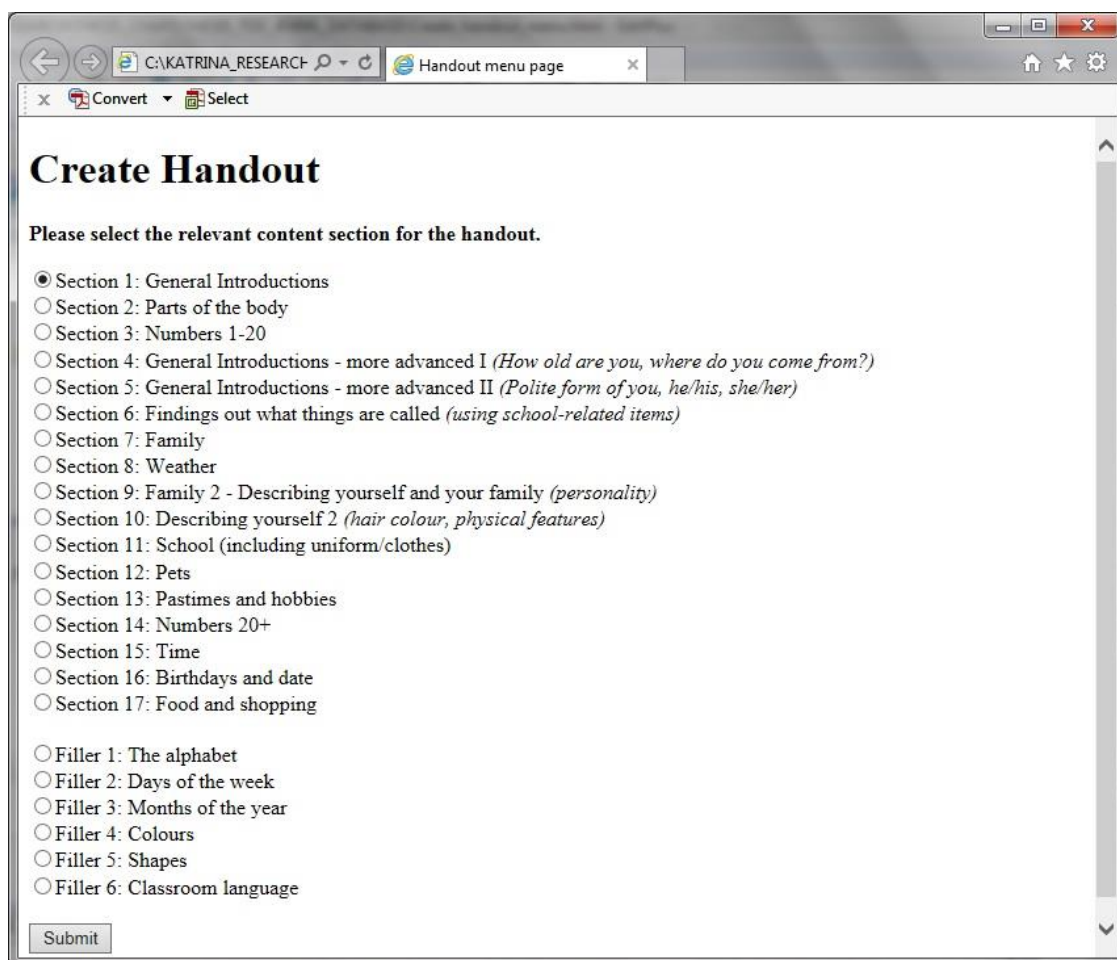 C:\KATRINA_RESEARCH
Handout menu page
x Convert Select
Create Handout
Please select the relevant content section for the handout.
Section 1: General Introductions
Section 2: Parts of the body
Section 3: Numbers 1-20
Section 4: General Introductions - more advanced I (How old are you, where do you come from?)
Section 5: General Introductions - more advanced II (Polite form of you, he/his, she/her)
Section 6: Findings out what things are called (using school-related items)
Section 7: Family
Section 8: Weather
Section 9: Family 2 - Describing yourself and your family (personality)
Section 10: Describing yourself 2 (hair colour, physical features)
Section 11: School (including uniform/clothes)
Section 12: Pets
Section 13: Pastimes and hobbies
Section 14: Numbers 20+
Section 15: Time
Section 16: Birthdays and date
Section 17: Food and shopping
Filler 1: The alphabet
Filler 2: Days of the week
Filler 3: Months of the year
Filler 4: Colours
Filler 5: Shapes
Filler 6: Classroom language
Submit